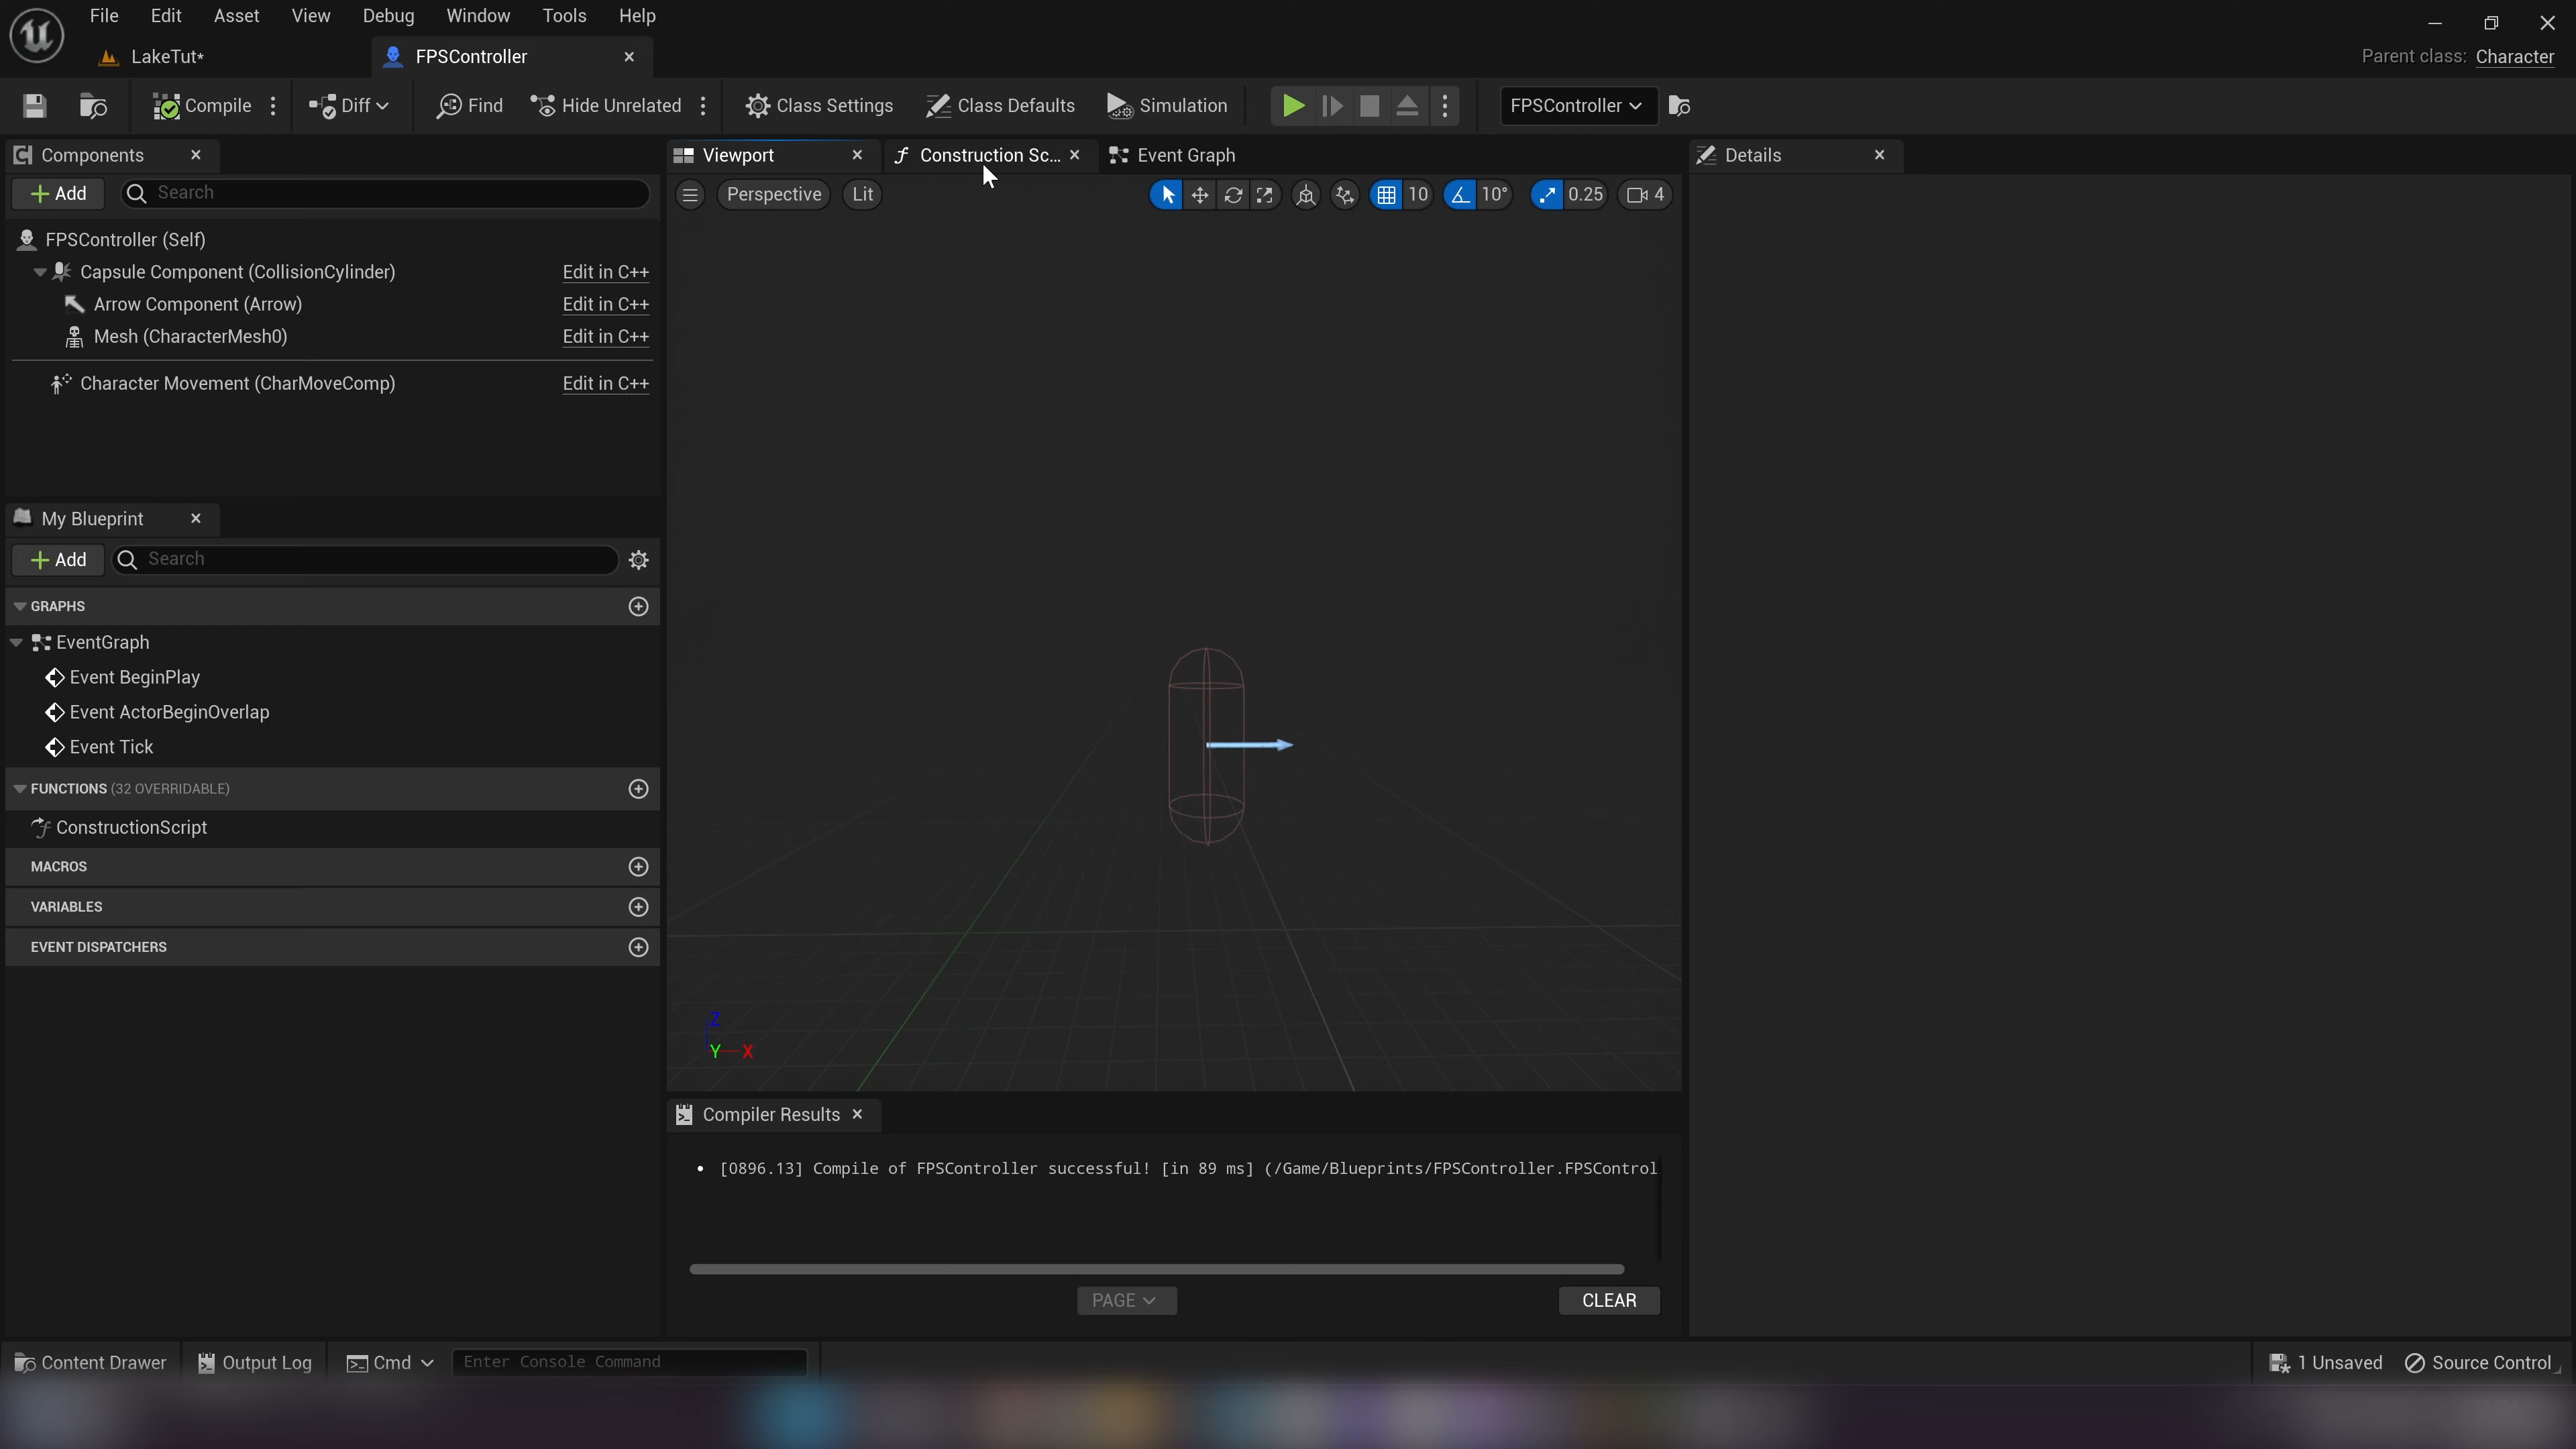 File Edit Asset View Debug Window Tools Help
LakeTut* FPSController
Parent class: Character
Compile Diff Find Hide Unrelated Class Settings Class Defaults Simulation FPSController
Components
Add Search
FPSController (Self)
Capsule Component (CollisionCylinder) Edit in C++
Arrow Component (Arrow) Edit in C++
Mesh (CharacterMesh0) Edit in C++
Character Movement (CharMoveComp) Edit in C++
My Blueprint
Add Search
GRAPHS
EventGraph
Event BeginPlay
Event ActorBeginOverlap
Event Tick
FUNCTIONS (32 OVERRIDABLE)
ConstructionScript
MACROS
VARIABLES
EVENT DISPATCHERS
Viewport Construction Sc... Event Graph
Perspective Lit 10 10° 0.25 4
Z
Y X
Compiler Results
• [0896.13] Compile of FPSController successful! [in 89 ms] (/Game/Blueprints/FPSController.FPSControl
PAGE CLEAR
Details
Content Drawer Output Log Cmd Enter Console Command
1 Unsaved Source Control